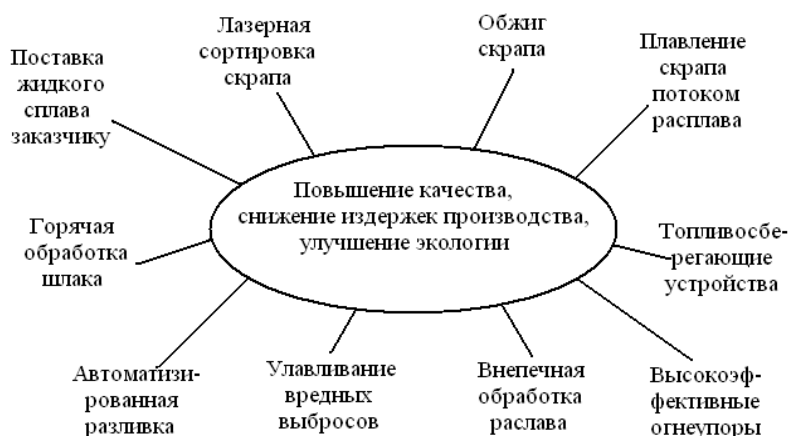 Лазерная
сортировка
скрапа
Обжиг
скрапа
Плавление
скрапа
потоком
расплава
Поставка
жидкого
сплава
заказчику
Повышение качества,
снижение издержек производства,
улучшение экологии
Горячая
обработка
шлака
Топливосбе-
регающие
устройства
Автоматизи-
рованная
разливка
Улавливание
вредных
выбросов
Внепечная
обработка
раслава
Высокоэф-
фективные
огнеупоры